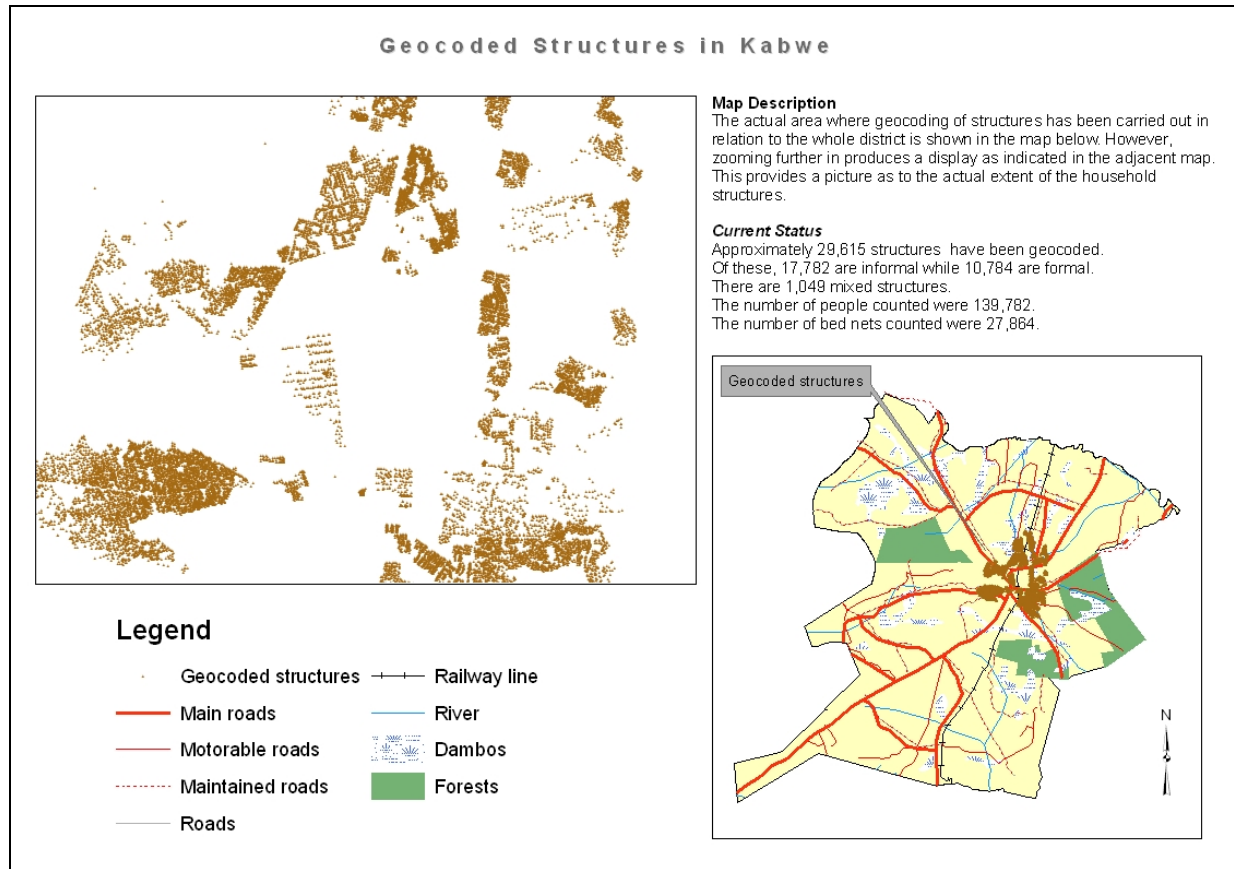 Geocoded Structures in Kabwe
Map Description
The actual area where geocoding of structures has been carried out in
relation to the whole district is shown in the map below. However,
zooming further in produces a display as indicated in the adjacent map.
This provides a picture as to the actual extent of the household
structures.
Current Status
Approximately 29,615 structures have been geocoded.
Of these, 17,782 are informal while 10,784 are formal.
There are 1,049 mixed structures.
The number of people counted were 139,782.
The number of bed nets counted were 27,864.
Geocoded structures
N
Legend
Geocoded structures
Main roads
Motorable roads
Maintained roads
Roads
Railway line
River
Dambos
Forests